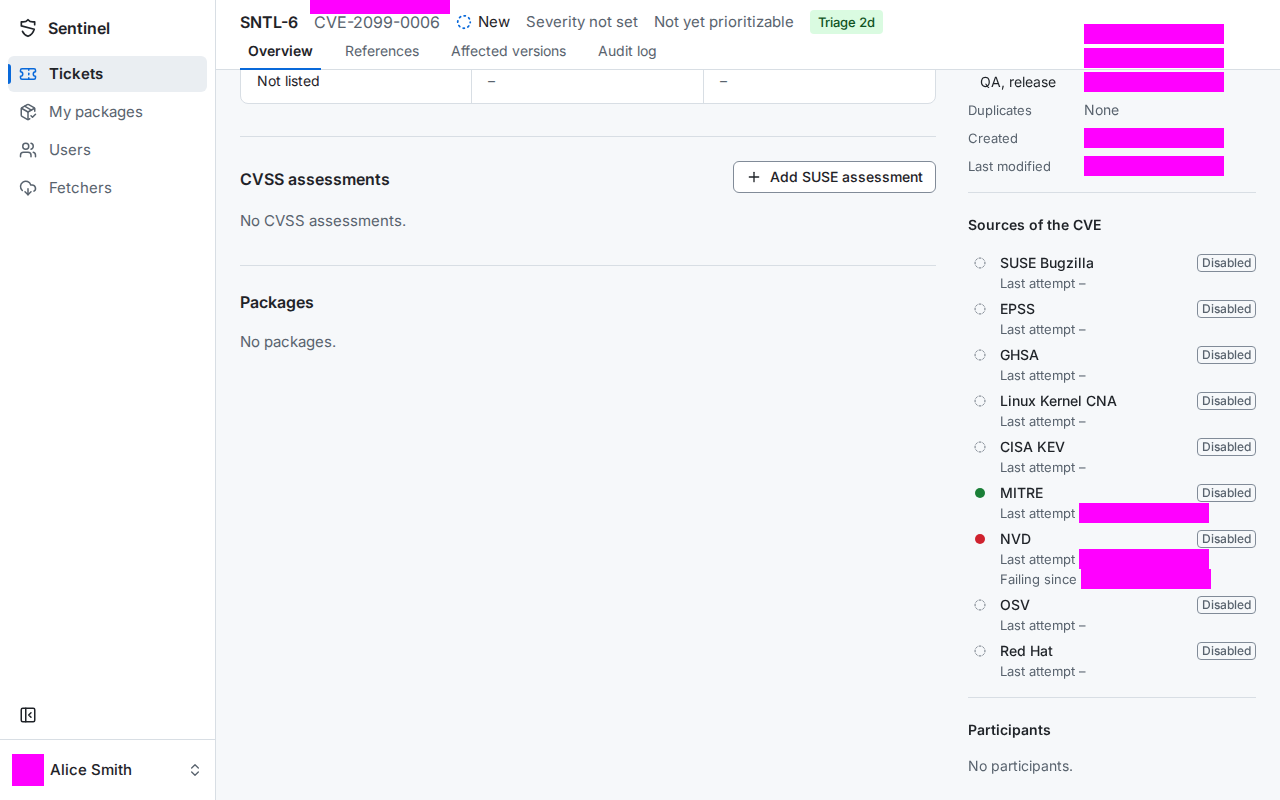 Sentinel
Tickets
My packages
Users
Fetchers
Alice Smith
SNTL-6 CVE-2099-0006 New Severity not set Not yet prioritizable Triage 2d
Overview References Affected versions Audit log
Not listed – –
CVSS assessments
Add SUSE assessment
No CVSS assessments.
Packages
No packages.
QA, release
Duplicates None
Created
Last modified
Sources of the CVE
SUSE Bugzilla Disabled
Last attempt –
EPSS Disabled
Last attempt –
GHSA Disabled
Last attempt –
Linux Kernel CNA Disabled
Last attempt –
CISA KEV Disabled
Last attempt –
MITRE Disabled
Last attempt
NVD Disabled
Last attempt
Failing since
OSV Disabled
Last attempt –
Red Hat Disabled
Last attempt –
Participants
No participants.